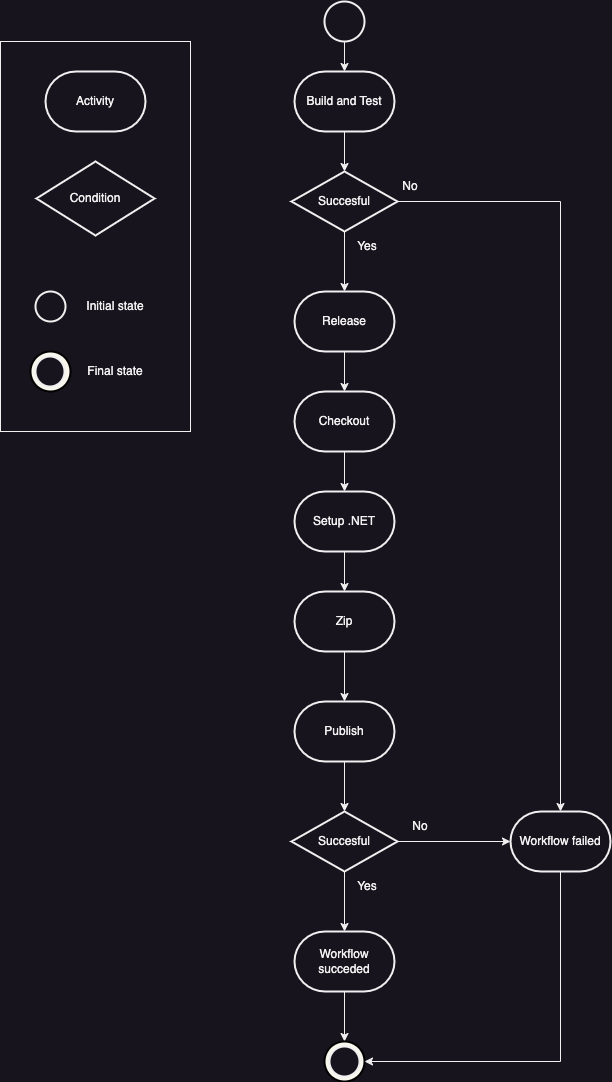 Activity
Condition
Initial state
Final state
Build and Test
Succesful
No
Yes
Release
Checkout
Setup .NET
Zip
Publish
Succesful
No
Workflow failed
Yes
Workflow
succeded